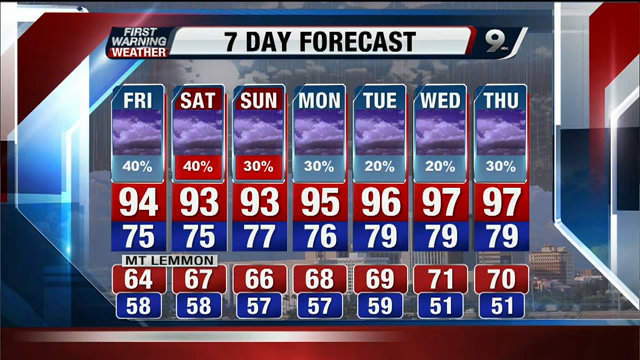 FIRST
WARNING
WEATHER
7 DAY FORECAST
9 abc
FRI SAT SUN MON TUE WED THU
40% 40% 30% 30% 20% 20% 30%
94 93 93 95 96 97 97
75 75 77 76 79 79 79
MT LEMMON
64 67 66 68 69 71 70
58 58 57 57 59 51 51